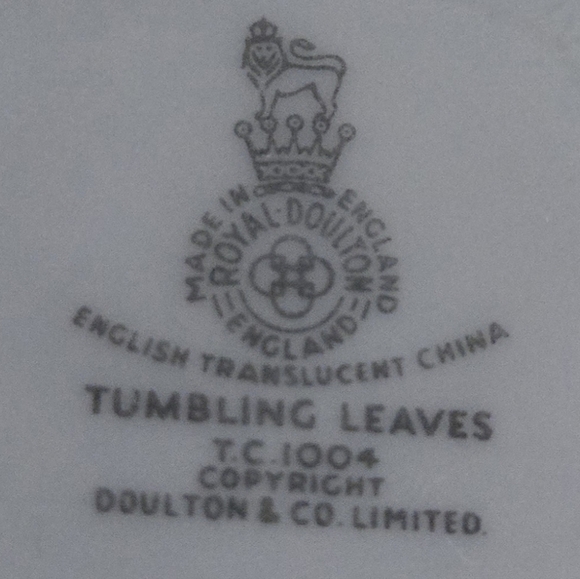 MADE IN ENGLAND
ROYAL·DOULTON
ENGLAND
ENGLISH TRANSLUCENT CHINA
TUMBLING LEAVES
T.C.1004
COPYRIGHT
DOULTON & CO. LIMITED.